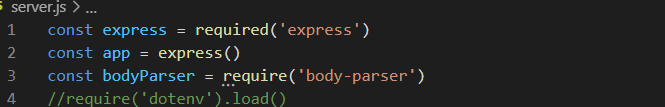 server.js > ...
1 const express = required('express')
2 const app = express()
3 const bodyParser = require('body-parser')
4 //require('dotenv').load()